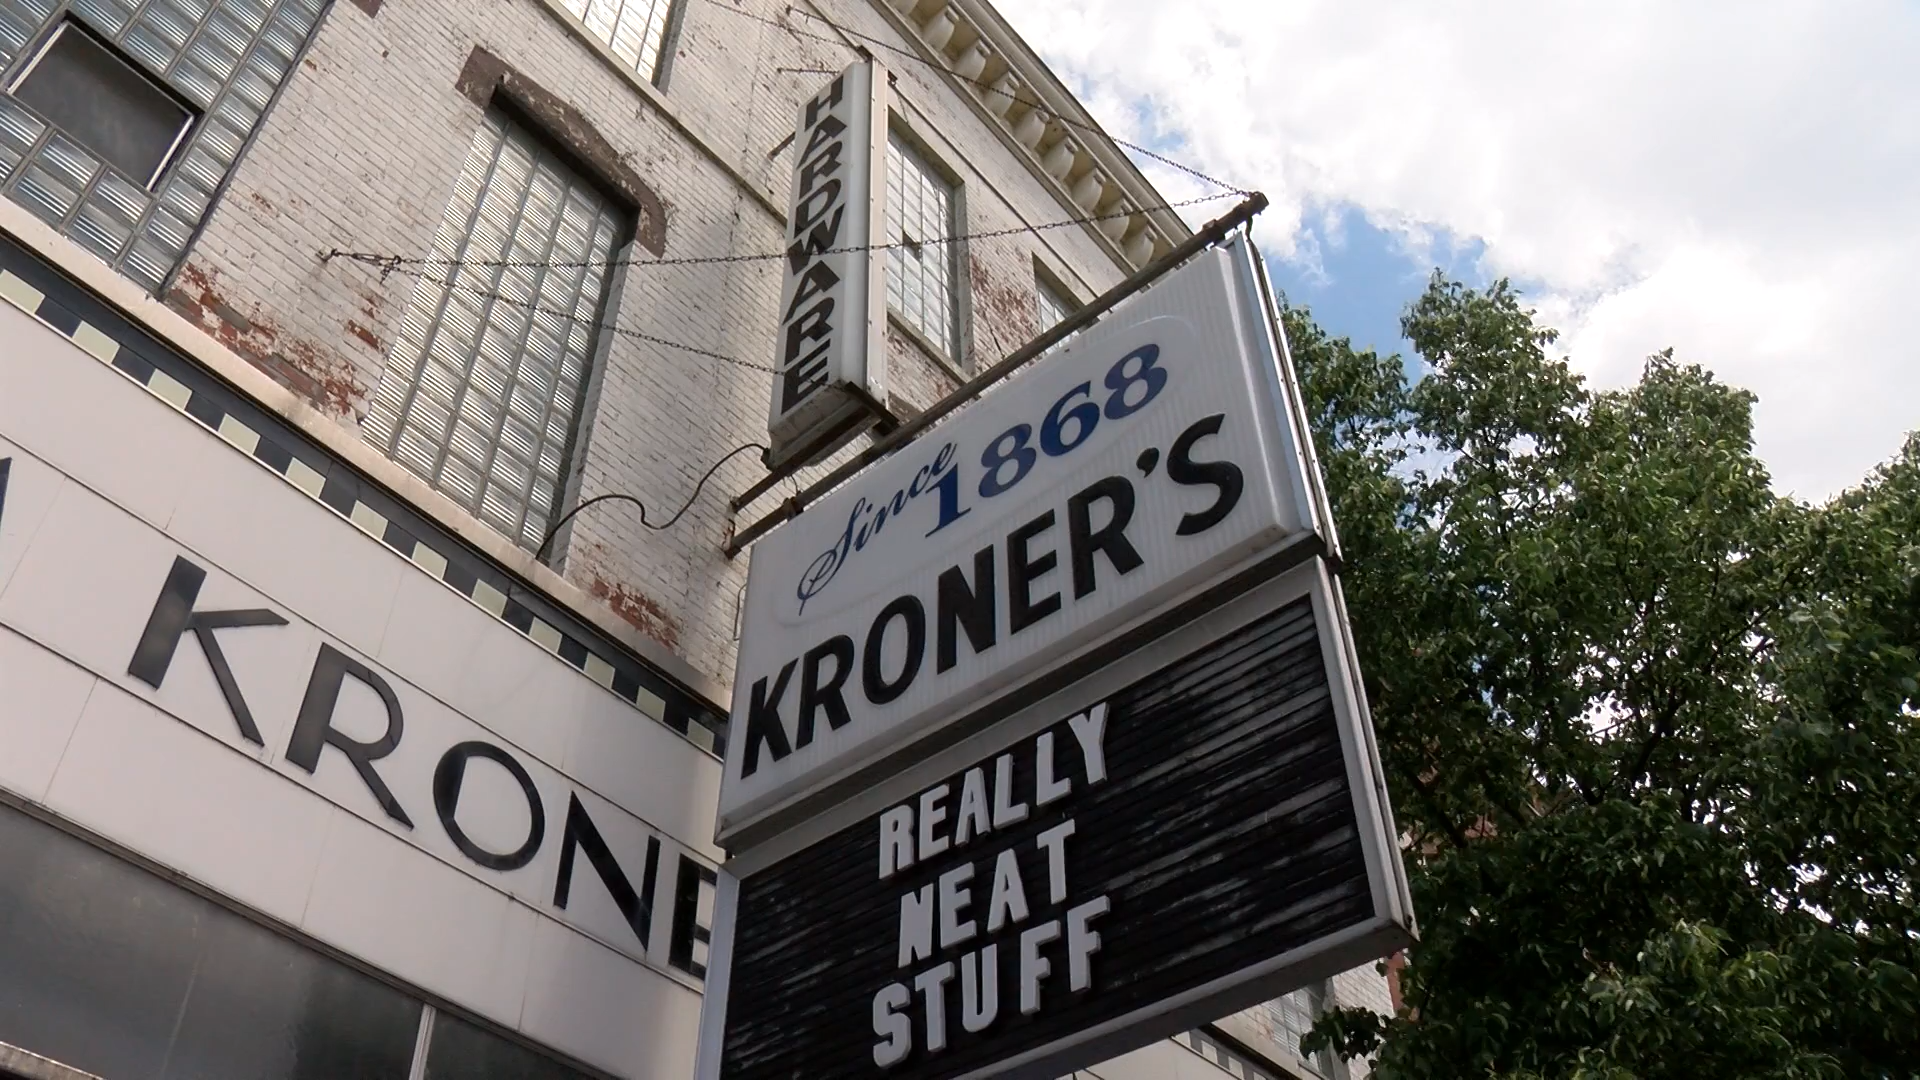 HARDWARE
Since 1868
KRONER'S
REALLY
NEAT
STUFF
KRONE